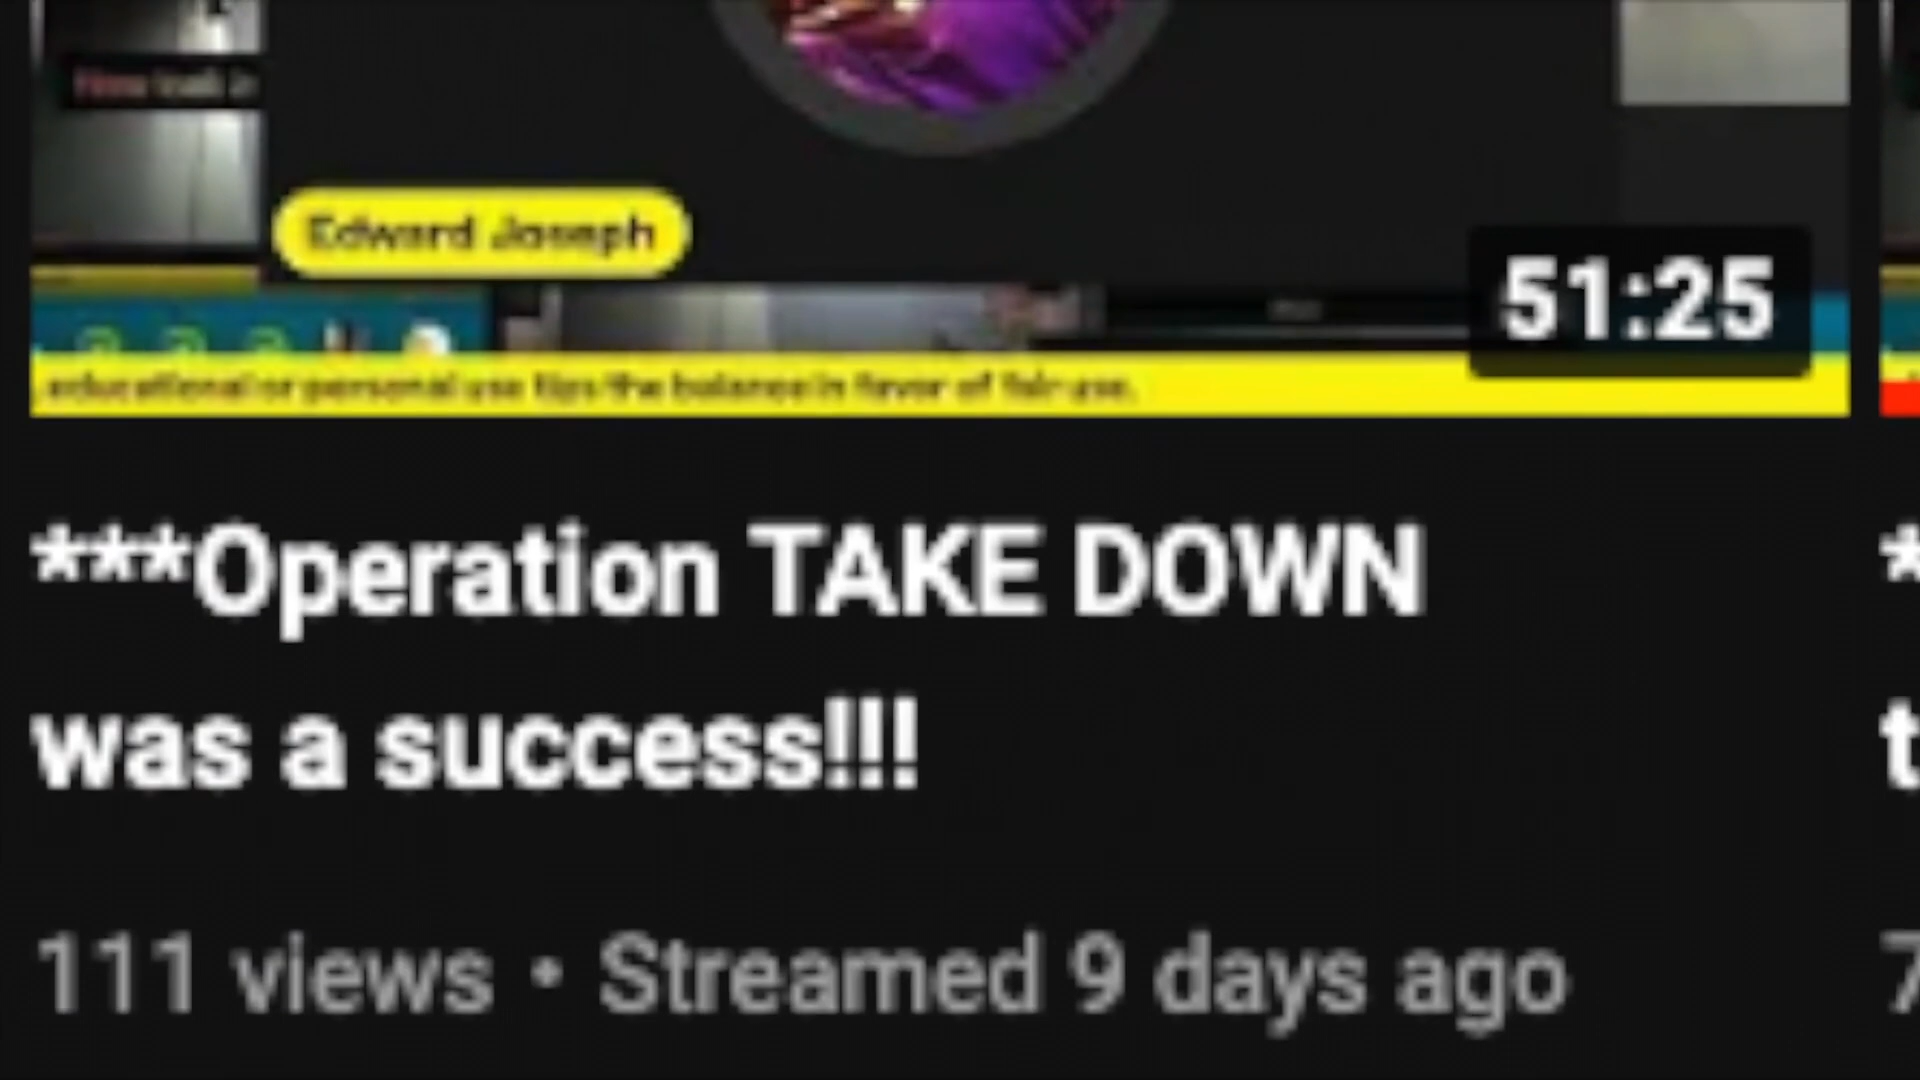 Edward Joseph
51:25
educational or personal use tips the balance in favor of fair use.
***Operation TAKE DOWN
was a success!!!
111 views • Streamed 9 days ago
*
t
7